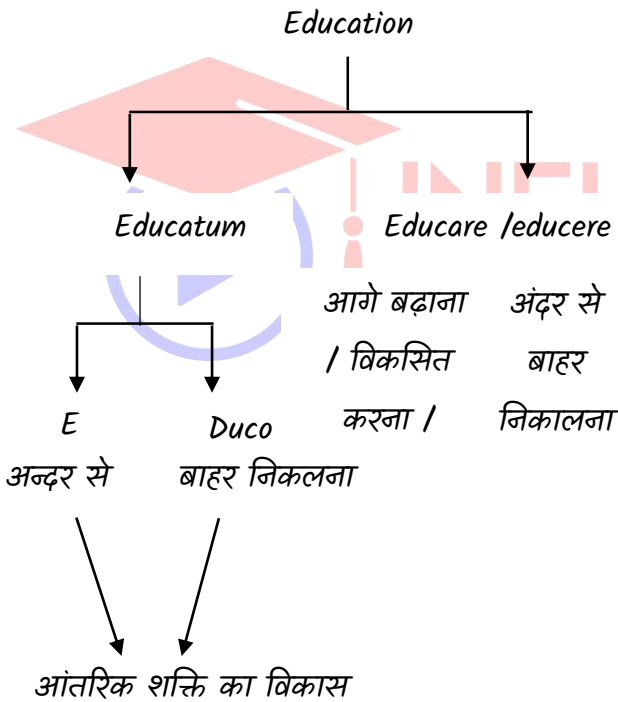 Education
Educatum Educare /educere
आगे बढ़ाना अंदर से
/ विकसित बाहर
करना / निकालना
E Duco
अन्दर से बाहर निकलना
आंतरिक शक्ति का विकास